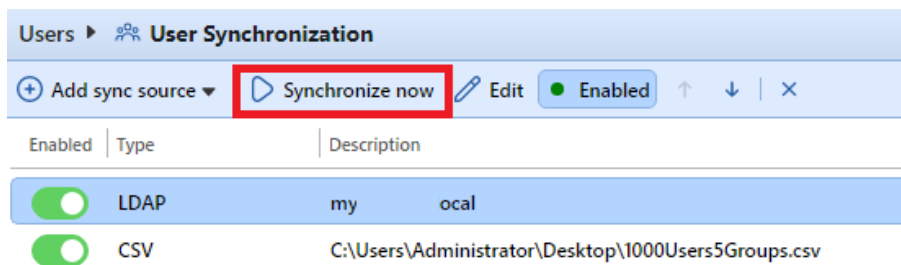 Users User Synchronization
Add sync source Synchronize now Edit Enabled
Enabled Type Description
LDAP my ocal
CSV C:\Users\Administrator\Desktop\1000Users5Groups.csv